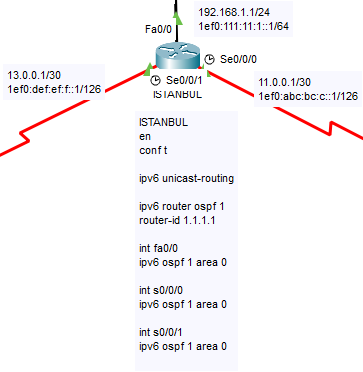 192.168.1.1/24
1ef0:111:11:1::1/64
Fa0/0
Se0/0/0
13.0.0.1/30
1ef0:def:ef:f::1/126
Se0/0/1
11.0.0.1/30
1ef0:abc:bc:c::1/126
ISTANBUL
ISTANBUL
en
conf t
ipv6 unicast-routing
ipv6 router ospf 1
router-id 1.1.1.1
int fa0/0
ipv6 ospf 1 area 0
int s0/0/0
ipv6 ospf 1 area 0
int s0/0/1
ipv6 ospf 1 area 0